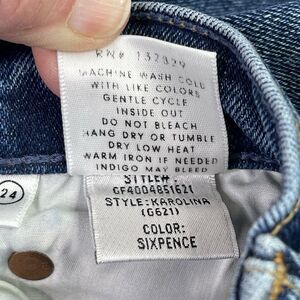 RN# 132829
MACHINE WASH COLD
WITH LIKE COLORS
GENTLE CYCLE
INSIDE OUT
DO NOT BLEACH
HANG DRY OR TUMBLE
DRY LOW HEAT
WARM IRON IF NEEDED
INDIGO MAY BLEED
STYLE#:
GF4004851621
STYLE: KAROLINA
(G621)
COLOR:
SIXPENCE
24